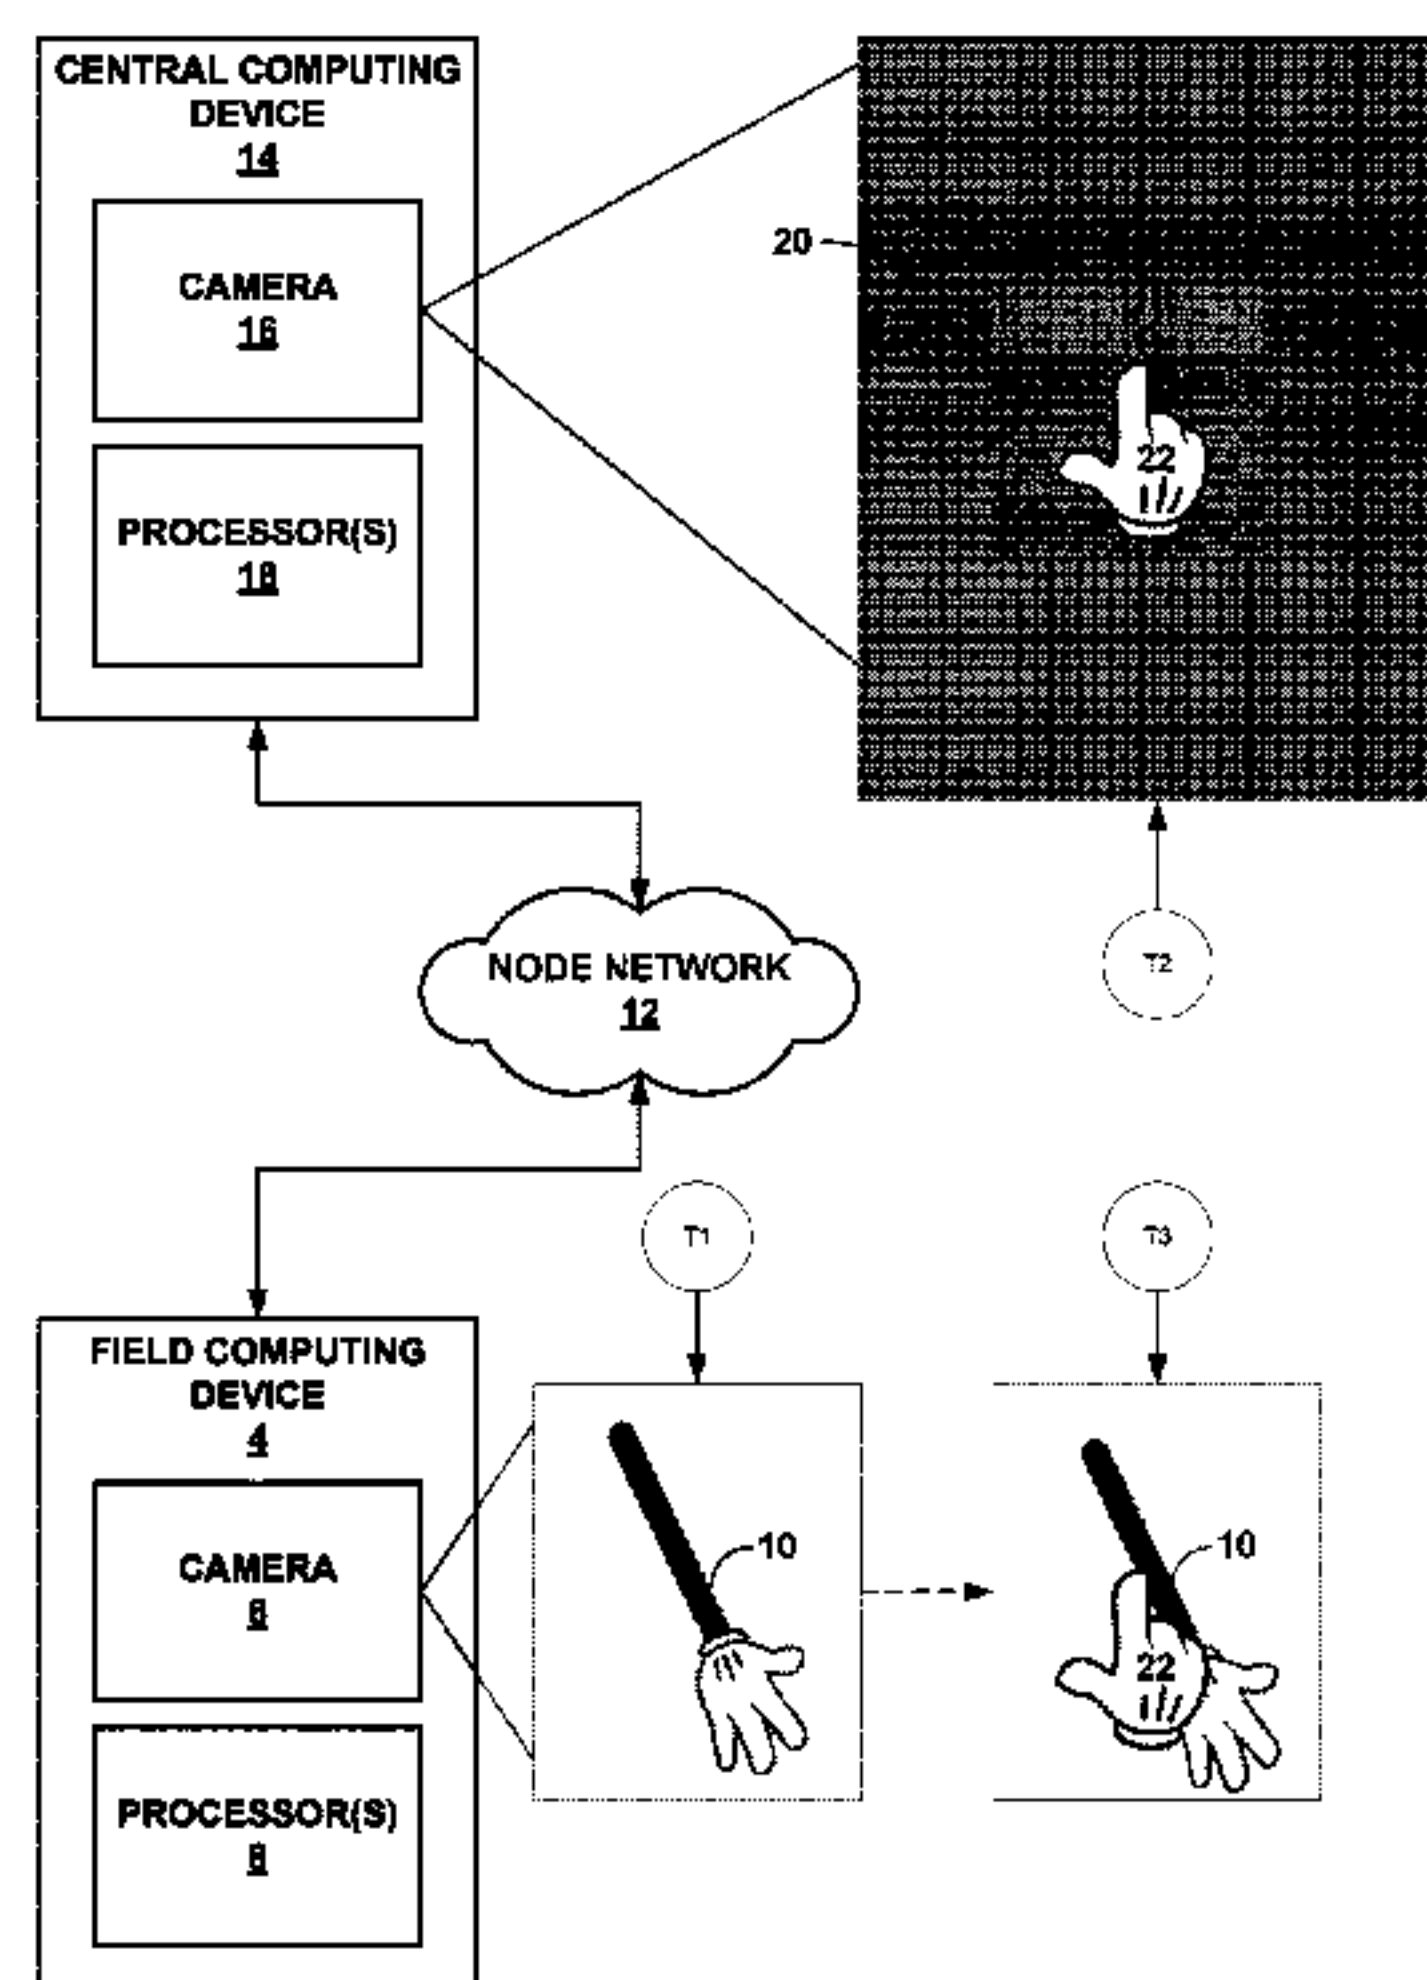 CENTRAL COMPUTING
DEVICE
14
CAMERA
16
20
22
PROCESSOR(S)
18
NODE NETWORK
12
T2
T1
T3
FIELD COMPUTING
DEVICE
4
CAMERA
6
10
10
22
PROCESSOR(S)
8